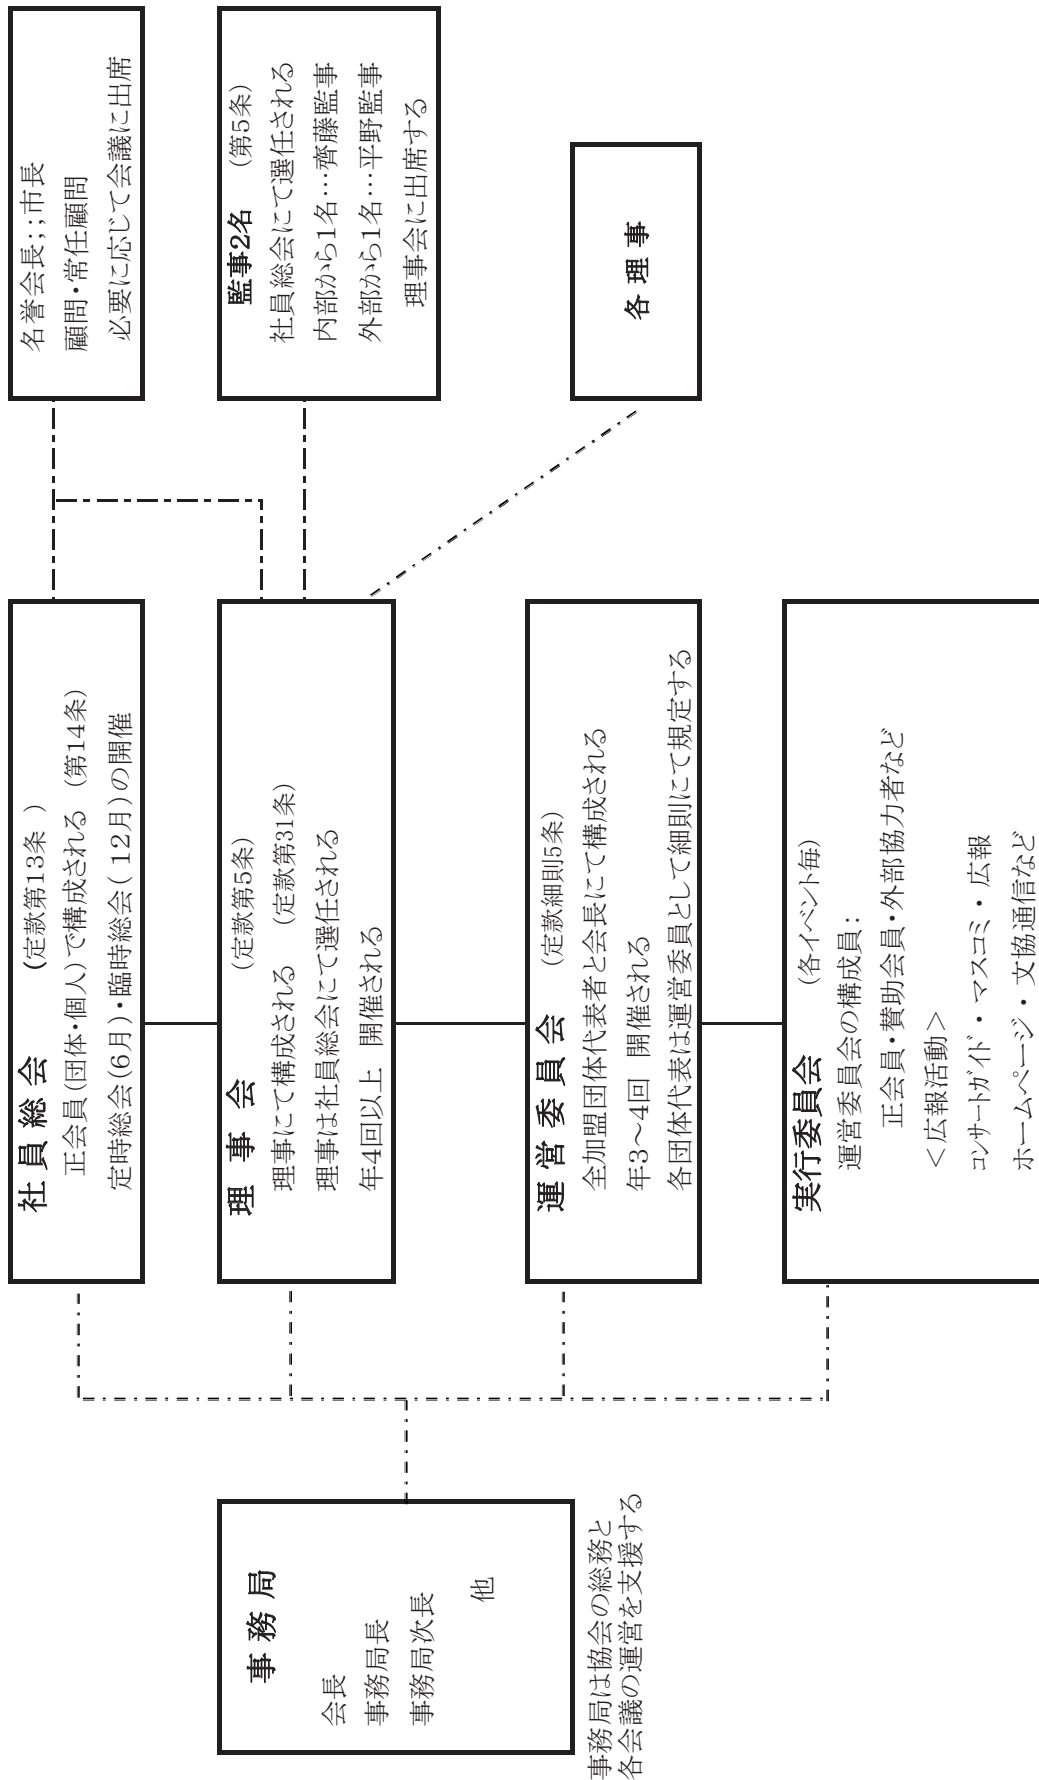 事 務 局
会長
事務局長
事務局次長
他
事務局は協会の総務と
各会議の運営を支援する
社 員 総 会 (定款第13条 )
正会員(団体・個人)で構成される (第14条)
定時総会(6月)・臨時総会(12月)の開催
理 事 会 (定款第5条)
理事にて構成される (定款第31条)
理事は社員総会にて選任される
年4回以上 開催される
運 営 委 員 会 (定款細則5条)
全加盟団体代表者と会長にて構成される
年3～4回 開催される
各団体代表は運営委員として細則にて規定する
実行委員会 (各イベント毎)
運営委員会の構成員：
正会員・賛助会員・外部協力者など
＜広報活動＞
ｺﾝｻｰﾄｶﾞｲﾄﾞ・マスコミ・広報
ホームページ・文協通信など
名誉会長；；市長
顧問・常任顧問
必要に応じて会議に出席
監事2名 (第5条)
社員総会にて選任される
内部から1名…齊藤監事
外部から1名…平野監事
理事会に出席する
各 理 事